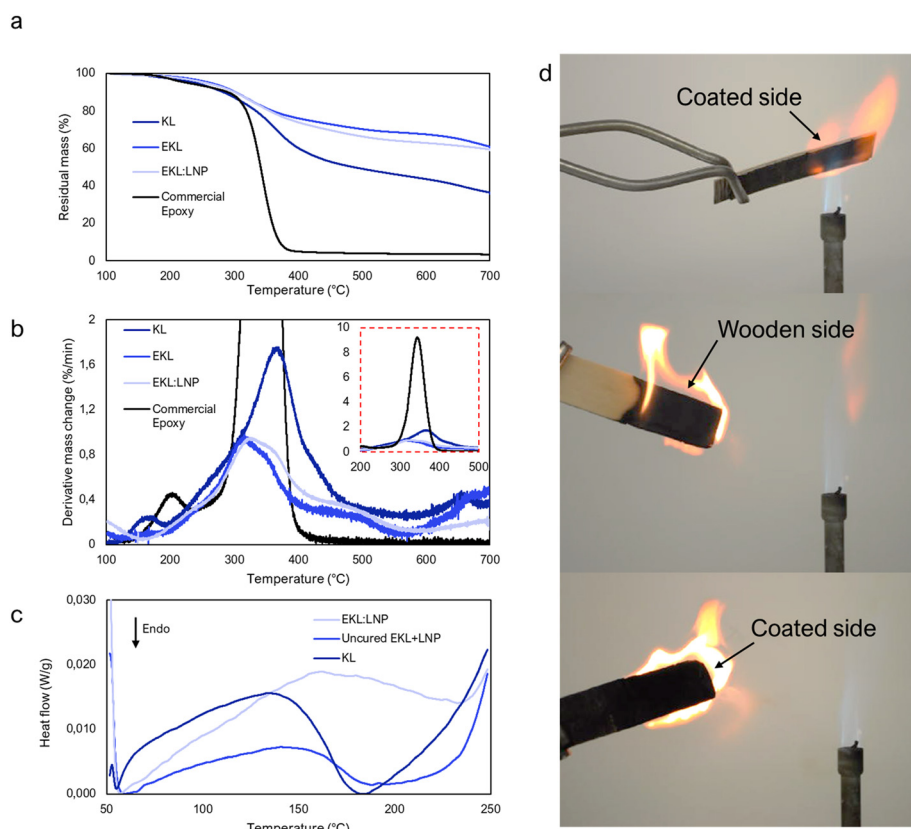 a
100
80
60
40
20
0
Residual mass (%)
KL
EKL
EKL:LNP
Commercial
Epoxy
100 200 300 400 500 600 700
Temperature (°C)
b
2
1,6
1,2
0,8
0,4
0
Derivative mass change (%/min)
KL
EKL
EKL:LNP
Commercial
Epoxy
10
8
6
4
2
0
200 300 400 500
100 200 300 400 500 600 700
Temperature (°C)
c
0,030
0,020
0,010
0,000
Heat flow (W/g)
Endo
EKL:LNP
Uncured EKL+LNP
KL
50 100 150 200 250
Temperature (°C)
d
Coated side
Wooden side
Coated side